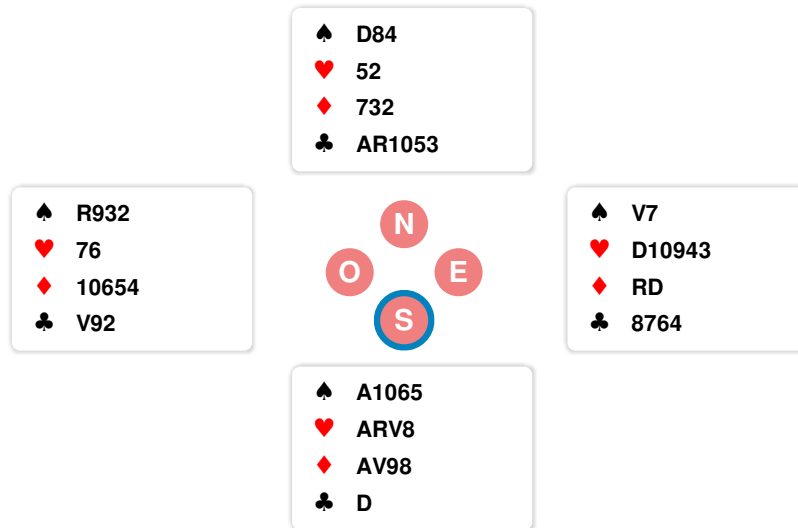 ♠ D84
♥ 52
♦ 732
♣ AR1053
♠ R932
♥ 76
♦ 10654
♣ V92
N
O E
S
♠ V7
♥ D10943
♦ RD
♣ 8764
♠ A1065
♥ ARV8
♦ AV98
♣ D